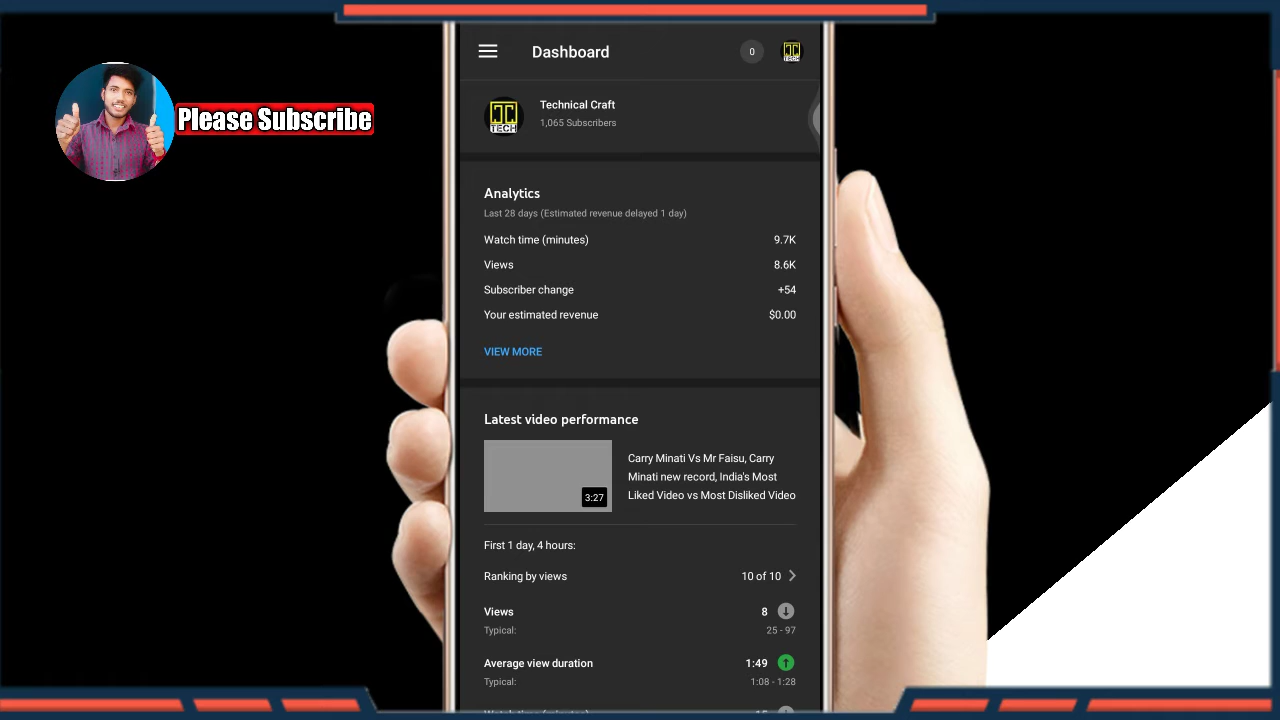 Dashboard
0
TECH
Please Subscribe
Technical Craft
1,065 Subscribers
TECH
Analytics
Last 28 days (Estimated revenue delayed 1 day)
Watch time (minutes) 9.7K
Views 8.6K
Subscriber change +54
Your estimated revenue $0.00
VIEW MORE
Latest video performance
Carry Minati Vs Mr Faisu, Carry
Minati new record, India's Most
Liked Video vs Most Disliked Video
3:27
First 1 day, 4 hours:
Ranking by views 10 of 10
Views 8
Typical: 25 - 97
Average view duration 1:49
Typical: 1:08 - 1:28